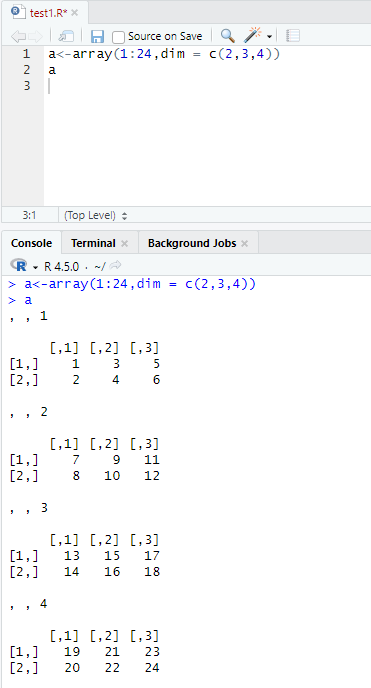 test1.R*
Source on Save
1 a<-array(1:24,dim = c(2,3,4))
2 a
3
3:1 (Top Level)
Console Terminal Background Jobs
R R 4.5.0 · ~/
> a<-array(1:24,dim = c(2,3,4))
> a
, , 1
[,1] [,2] [,3]
[1,] 1 3 5
[2,] 2 4 6
, , 2
[,1] [,2] [,3]
[1,] 7 9 11
[2,] 8 10 12
, , 3
[,1] [,2] [,3]
[1,] 13 15 17
[2,] 14 16 18
, , 4
[,1] [,2] [,3]
[1,] 19 21 23
[2,] 20 22 24